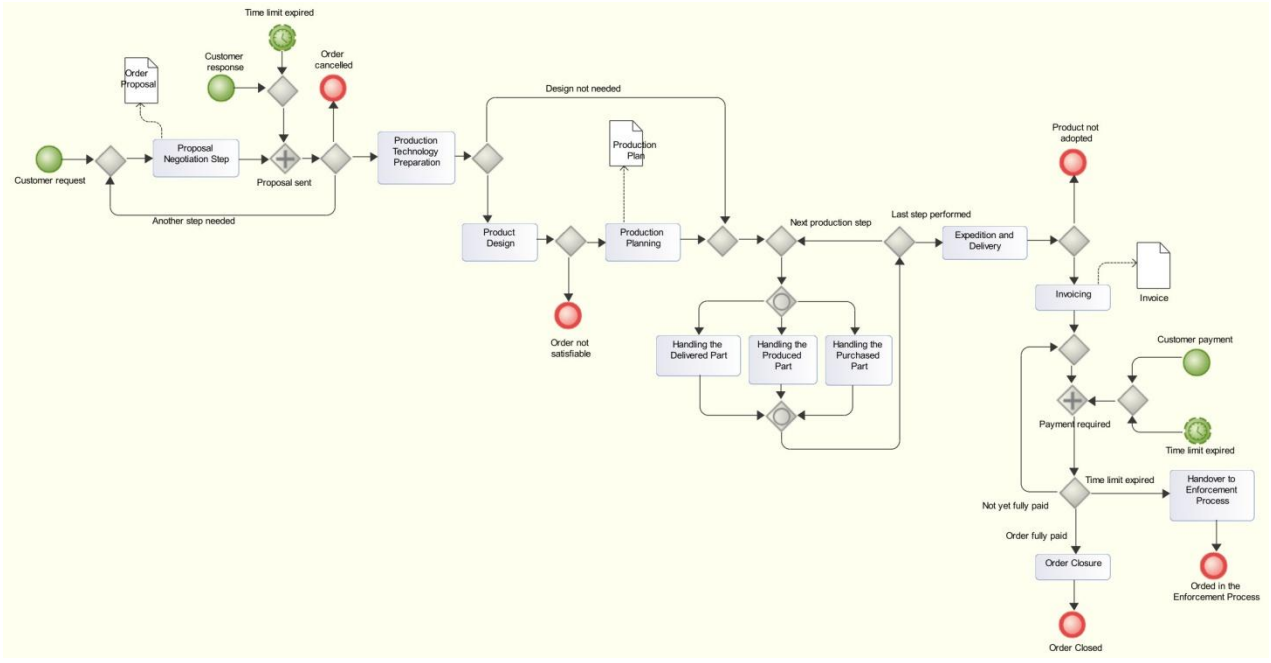 Time limit expired
Customer
response
Order
cancelled
Order
Proposal
Design not needed
Proposal
Negotiation Step
Proposal sent
Production
Technology
Preparation
Production
Plan
Product not
adopted
Customer request
Another step needed
Product
Design
Production
Planning
Next production step
Last step performed
Expedition and
Delivery
Invoicing
Invoice
Order not
satisfiable
Handling the
Delivered Part
Handling the
Produced
Part
Handling the
Purchased
Part
Customer payment
Payment required
Time limit expired
Time limit expired
Handover to
Enforcement
Process
Not yet fully paid
Order fully paid
Order Closure
Orded in the
Enforcement Process
Order Closed